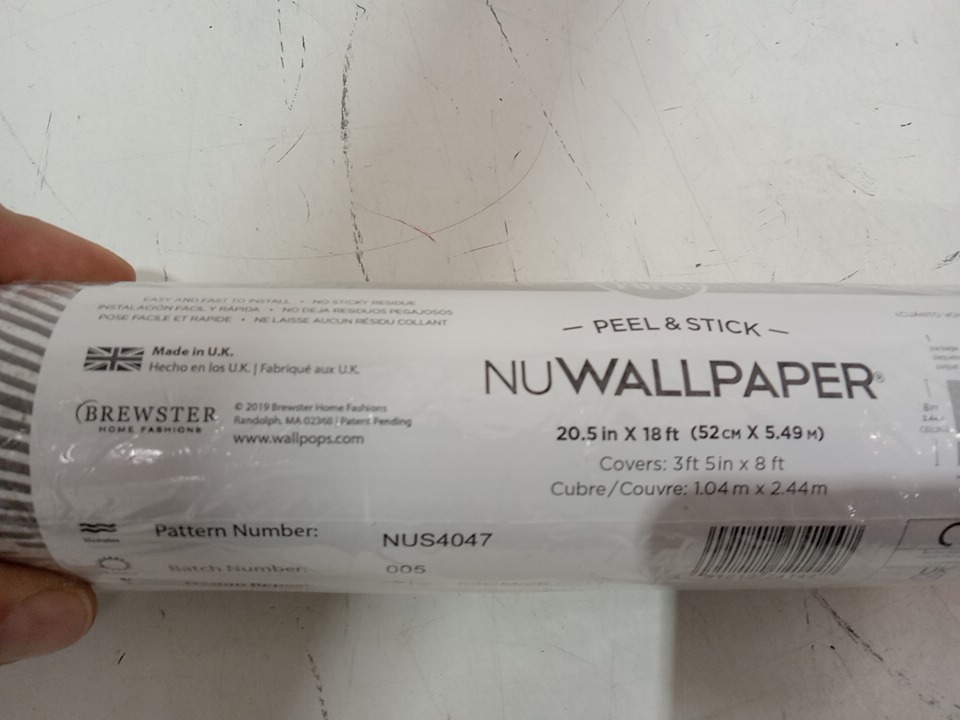 EASY AND FAST TO INSTALL • NO STICKY RESIDUE
INSTALACIÓN FÁCIL Y RÁPIDA • NO DEJA RESIDUOS PEGAJOSOS
POSE FACILE ET RAPIDE • NE LAISSE AUCUN RÉSIDU COLLANT
Made in U.K.
Hecho en los U.K. | Fabriqué aux U.K.
BREWSTER
HOME FASHIONS
© 2019 Brewster Home Fashions
Randolph, MA 02368 | Patent Pending
www.wallpops.com
— PEEL & STICK —
NUWALLPAPER®
20.5 in X 18 ft (52 CM X 5.49 M)
Covers: 3ft 5in x 8 ft
Cubre/Couvre: 1.04m x 2.44m
Washable
Pattern Number: NUS4047
Batch Number: 005